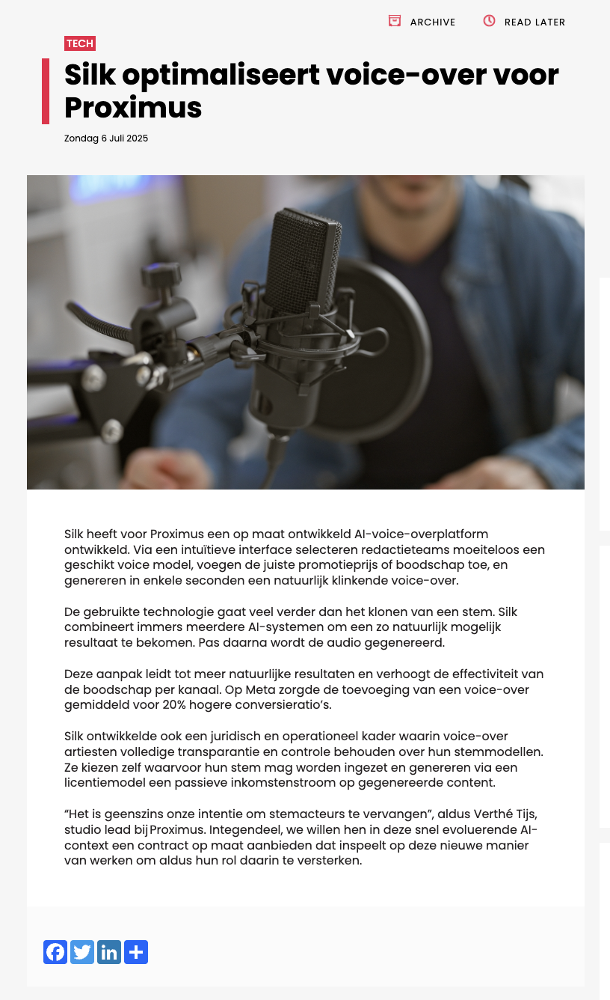 ARCHIVE READ LATER
TECH
Silk optimaliseert voice-over voor
Proximus
Zondag 6 Juli 2025
Silk heeft voor Proximus een op maat ontwikkeld AI-voice-overplatform
ontwikkeld. Via een intuïtieve interface selecteren redactieteams moeiteloos een
geschikt voice model, voegen de juiste promotieprijs of boodschap toe, en
genereren in enkele seconden een natuurlijk klinkende voice-over.
De gebruikte technologie gaat veel verder dan het klonen van een stem. Silk
combineert immers meerdere AI-systemen om een zo natuurlijk mogelijk
resultaat te bekomen. Pas daarna wordt de audio gegenereerd.
Deze aanpak leidt tot meer natuurlijke resultaten en verhoogt de effectiviteit van
de boodschap per kanaal. Op Meta zorgde de toevoeging van een voice-over
gemiddeld voor 20% hogere conversieratio’s.
Silk ontwikkelde ook een juridisch en operationeel kader waarin voice-over
artiesten volledige transparantie en controle behouden over hun stemmodellen.
Ze kiezen zelf waarvoor hun stem mag worden ingezet en genereren via een
licentiemodel een passieve inkomstenstroom op gegenereerde content.
“Het is geenszins onze intentie om stemacteurs te vervangen”, aldus Verthé Tijs,
studio lead bij Proximus. Integendeel, we willen hen in deze snel evoluerende AI-
context een contract op maat aanbieden dat inspeelt op deze nieuwe manier
van werken om aldus hun rol daarin te versterken.